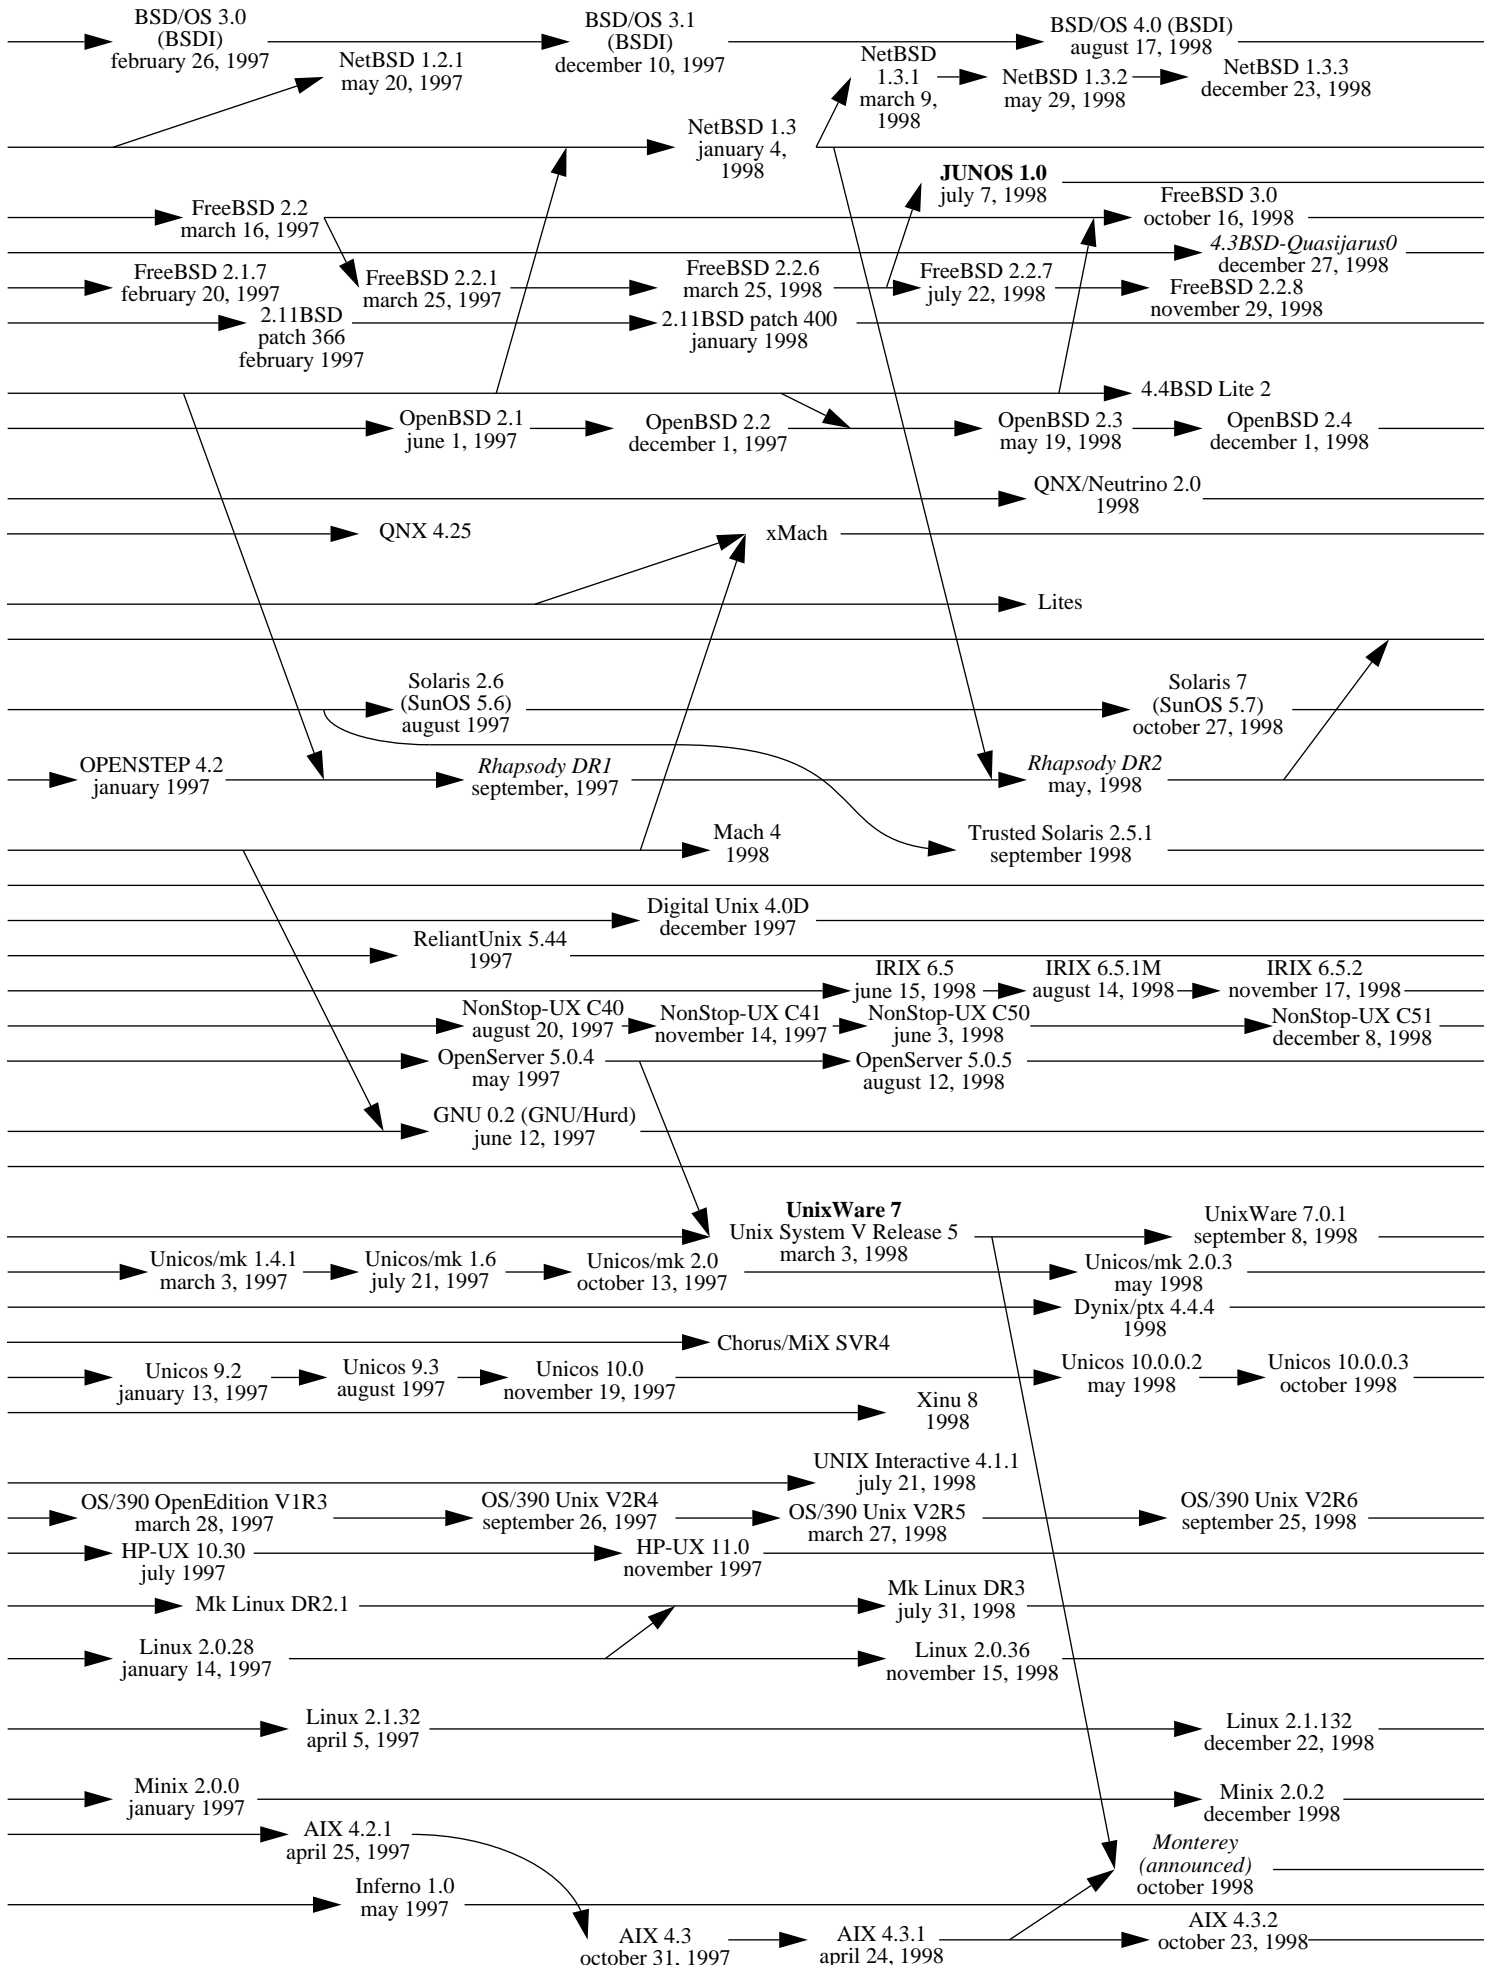 BSD/OS 3.0
(BSDI)
february 26, 1997
BSD/OS 3.1
(BSDI)
december 10, 1997
BSD/OS 4.0 (BSDI)
august 17, 1998
NetBSD 1.2.1
may 20, 1997
NetBSD
1.3.1
march 9,
1998
NetBSD 1.3.2
may 29, 1998
NetBSD 1.3.3
december 23, 1998
NetBSD 1.3
january 4,
1998
JUNOS 1.0
july 7, 1998
FreeBSD 2.2
march 16, 1997
FreeBSD 3.0
october 16, 1998
4.3BSD-Quasijarus0
december 27, 1998
FreeBSD 2.1.7
february 20, 1997
FreeBSD 2.2.1
march 25, 1997
FreeBSD 2.2.6
march 25, 1998
FreeBSD 2.2.7
july 22, 1998
FreeBSD 2.2.8
november 29, 1998
2.11BSD
patch 366
february 1997
2.11BSD patch 400
january 1998
4.4BSD Lite 2
OpenBSD 2.1
june 1, 1997
OpenBSD 2.2
december 1, 1997
OpenBSD 2.3
may 19, 1998
OpenBSD 2.4
december 1, 1998
QNX/Neutrino 2.0
1998
QNX 4.25
xMach
Lites
Solaris 2.6
(SunOS 5.6)
august 1997
Solaris 7
(SunOS 5.7)
october 27, 1998
OPENSTEP 4.2
january 1997
Rhapsody DR1
september, 1997
Rhapsody DR2
may, 1998
Mach 4
1998
Trusted Solaris 2.5.1
september 1998
Digital Unix 4.0D
december 1997
ReliantUnix 5.44
1997
IRIX 6.5
june 15, 1998
IRIX 6.5.1M
august 14, 1998
IRIX 6.5.2
november 17, 1998
NonStop-UX C40
august 20, 1997
NonStop-UX C41
november 14, 1997
NonStop-UX C50
june 3, 1998
NonStop-UX C51
december 8, 1998
OpenServer 5.0.4
may 1997
OpenServer 5.0.5
august 12, 1998
GNU 0.2 (GNU/Hurd)
june 12, 1997
UnixWare 7
Unix System V Release 5
march 3, 1998
UnixWare 7.0.1
september 8, 1998
Unicos/mk 1.4.1
march 3, 1997
Unicos/mk 1.6
july 21, 1997
Unicos/mk 2.0
october 13, 1997
Unicos/mk 2.0.3
may 1998
Dynix/ptx 4.4.4
1998
Chorus/MiX SVR4
Unicos 9.2
january 13, 1997
Unicos 9.3
august 1997
Unicos 10.0
november 19, 1997
Unicos 10.0.0.2
may 1998
Unicos 10.0.0.3
october 1998
Xinu 8
1998
UNIX Interactive 4.1.1
july 21, 1998
OS/390 OpenEdition V1R3
march 28, 1997
OS/390 Unix V2R4
september 26, 1997
OS/390 Unix V2R5
march 27, 1998
OS/390 Unix V2R6
september 25, 1998
HP-UX 10.30
july 1997
HP-UX 11.0
november 1997
Mk Linux DR2.1
Mk Linux DR3
july 31, 1998
Linux 2.0.28
january 14, 1997
Linux 2.0.36
november 15, 1998
Linux 2.1.32
april 5, 1997
Linux 2.1.132
december 22, 1998
Minix 2.0.0
january 1997
Minix 2.0.2
december 1998
AIX 4.2.1
april 25, 1997
Monterey
(announced)
october 1998
Inferno 1.0
may 1997
AIX 4.3
october 31, 1997
AIX 4.3.1
april 24, 1998
AIX 4.3.2
october 23, 1998